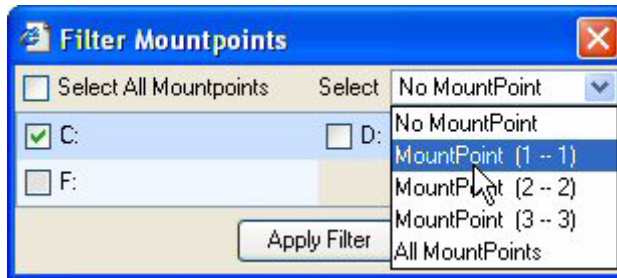 Filter Mountpoints
Select All Mountpoints Select No MountPoint
C: D: No MountPoint
MountPoint (1 -- 1)
F: MountPoint (2 -- 2)
MountPoint (3 -- 3)
Apply Filter All MountPoints